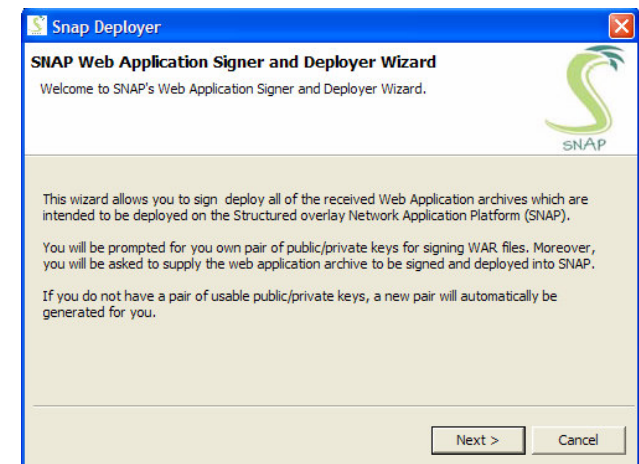 Snap Deployer
SNAP Web Application Signer and Deployer Wizard
Welcome to SNAP's Web Application Signer and Deployer Wizard.
SNAP
This wizard allows you to sign  deploy all of the received Web Application archives which are
intended to be deployed on the Structured overlay Network Application Platform (SNAP).
You will be prompted for you own pair of public/private keys for signing WAR files. Moreover,
you will be asked to supply the web application archive to be signed and deployed into SNAP.
If you do not have a pair of usable public/private keys, a new pair will automatically be
generated for you.
Next >
Cancel